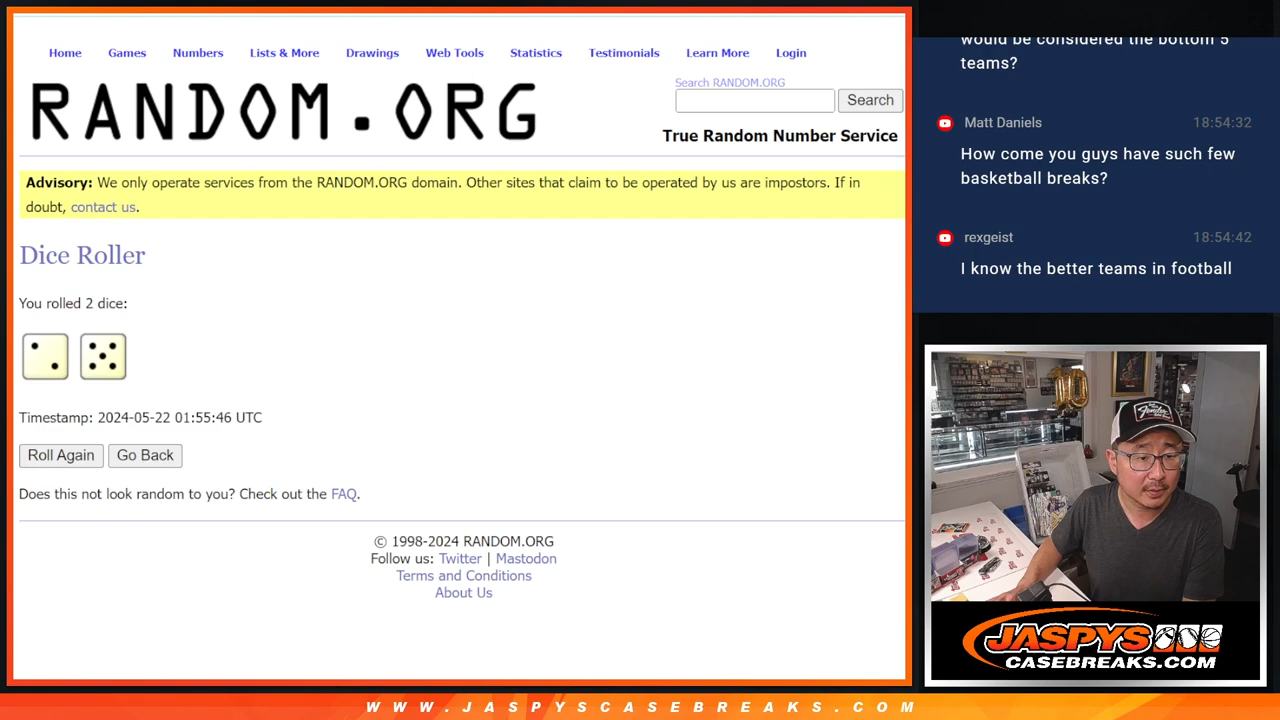 Home Games Numbers Lists & More Drawings Web Tools Statistics Testimonials Learn More Login
RANDOM.ORG
Search RANDOM.ORG
Search
True Random Number Service
Advisory: We only operate services from the RANDOM.ORG domain. Other sites that claim to be operated by us are impostors. If in
doubt, contact us.
Dice Roller
You rolled 2 dice:
Timestamp: 2024-05-22 01:55:46 UTC
Roll Again Go Back
Does this not look random to you? Check out the FAQ.
© 1998-2024 RANDOM.ORG
Follow us: Twitter | Mastodon
Terms and Conditions
About Us
would be considered the bottom 5
teams?
Matt Daniels 18:54:32
How come you guys have such few
basketball breaks?
rexgeist 18:54:42
I know the better teams in football
10
Fender
JASPYS
CASEBREAKS.COM
WWW.JASPYSCASEBREAKS.COM